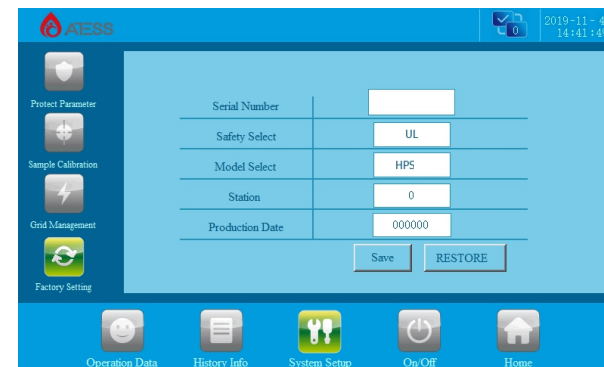 ATESS
0
2019-11-4
14:41:49
Protect Parameter
Sample Calibration
Grid Management
Factory Setting
Serial Number
Safety Select UL
Model Select HPS
Station 0
Production Date 000000
Save RESTORE
Operation Data History Info System Setup On/Off Home